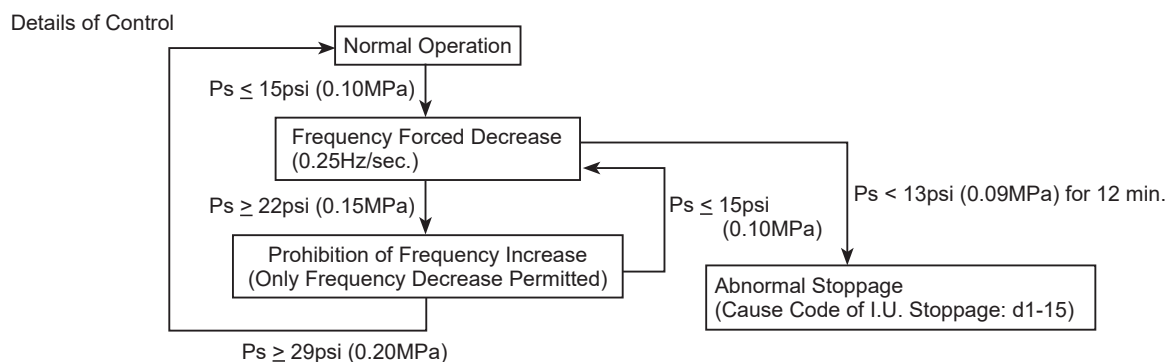 Details of Control
Normal Operation
Ps ≤ 15psi (0.10MPa)
Frequency Forced Decrease
(0.25Hz/sec.)
Ps ≥ 22psi (0.15MPa)
Ps ≤ 15psi
(0.10MPa)
Ps < 13psi (0.09MPa) for 12 min.
Prohibition of Frequency Increase
(Only Frequency Decrease Permitted)
Abnormal Stoppage
(Cause Code of I.U. Stoppage: d1-15)
Ps ≥ 29psi (0.20MPa)